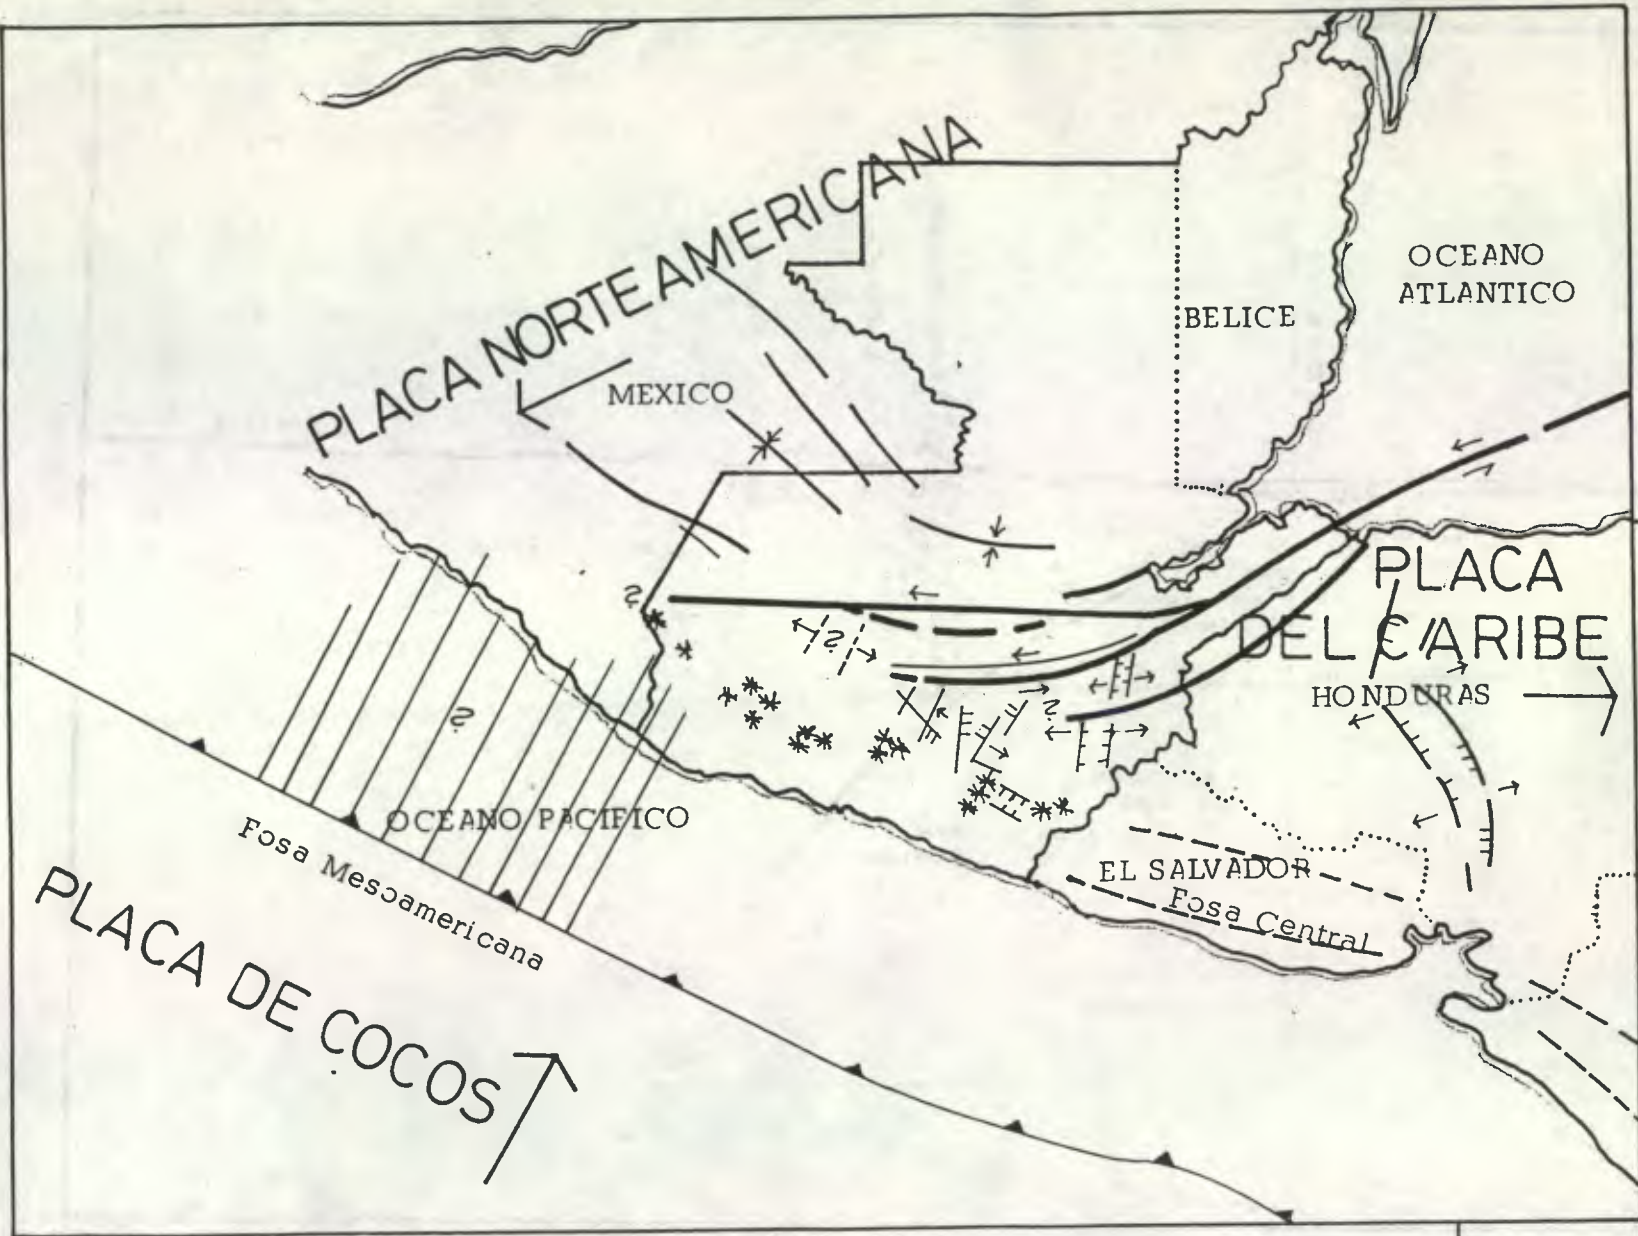 PLACA NORTEAMERICANA
OCEANO
ATLANTICO
BELICE
MEXICO
PLACA
DEL CARIBE
HONDURAS
?
?
?
?
OCEANO PACIFICO
Fosa Mesoamericana
EL SALVADOR
Fosa Central
PLACA DE COCOS